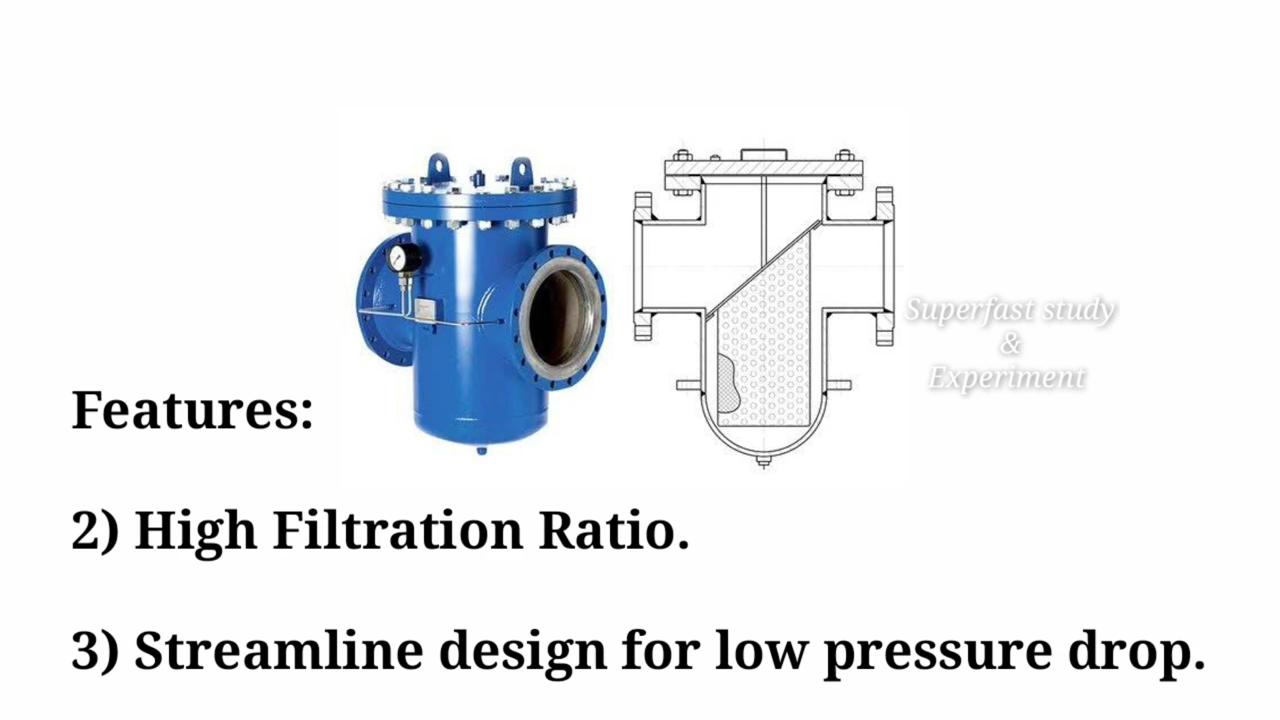 Superfast study
&
Experiment
Features:
2) High Filtration Ratio.
3) Streamline design for low pressure drop.